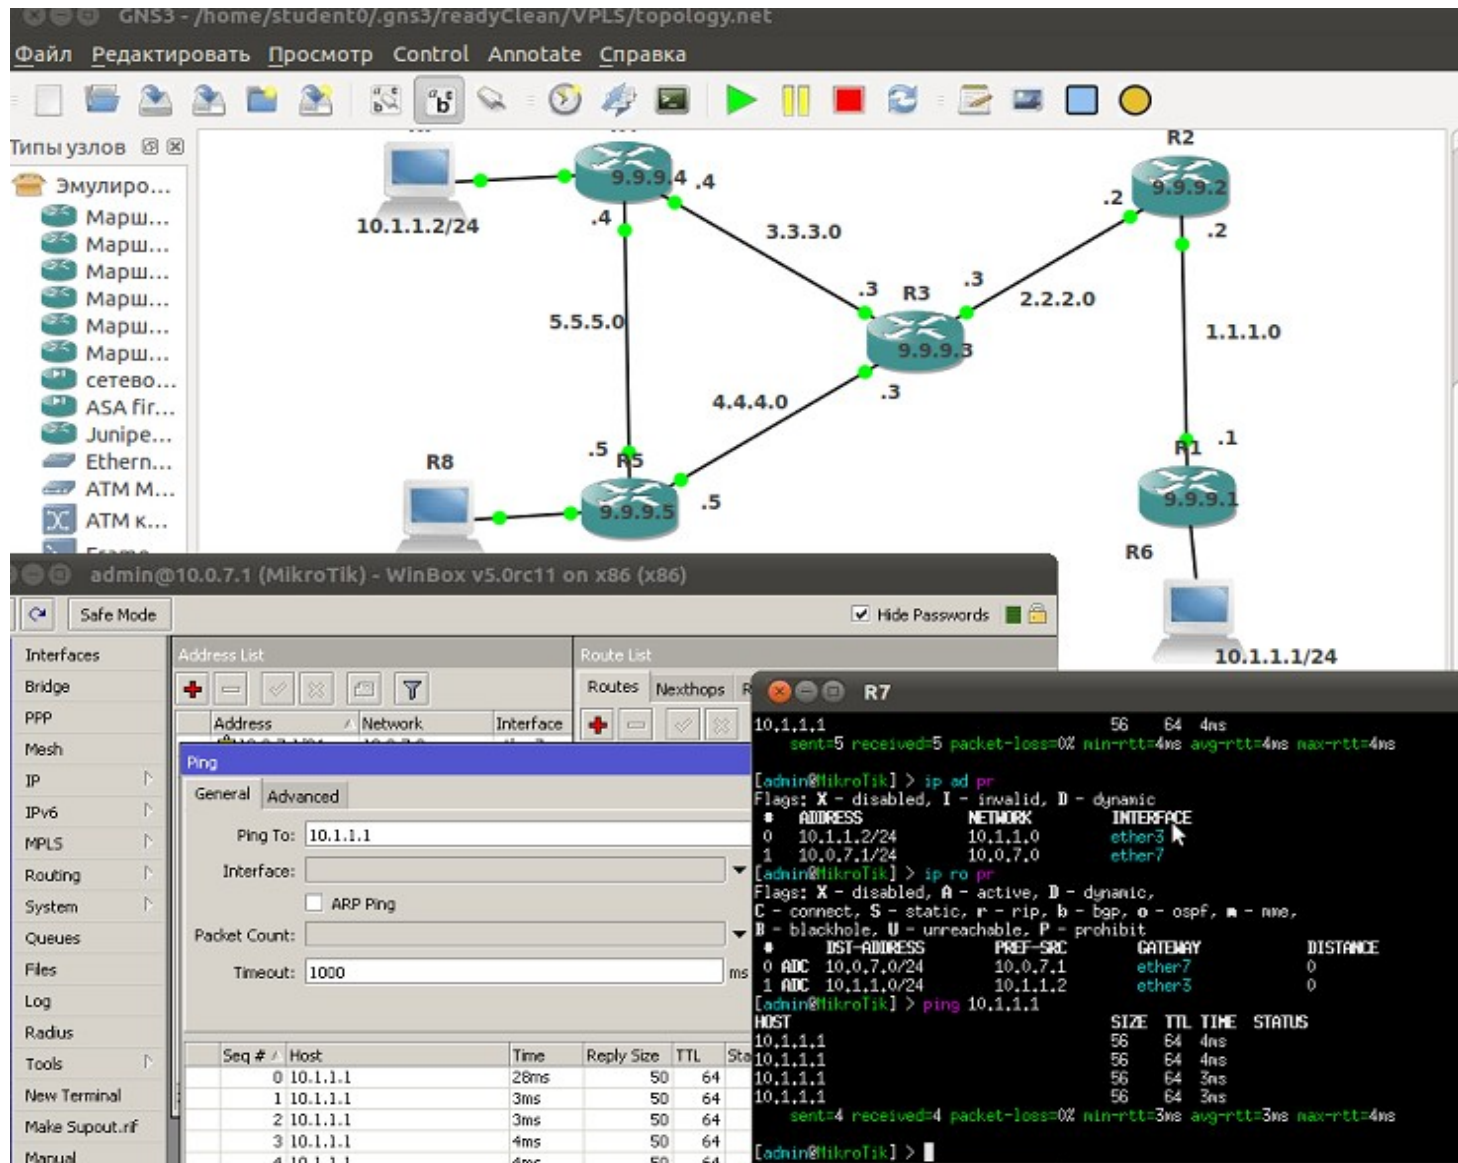 GNS3 - /home/student0/.gns3/readyClean/VPLS/topology.net
Файл Редактировать Просмотр Control Annotate Справка
Типы узлов
Эмулиро...
Марш...
Марш...
Марш...
Марш...
Марш...
Марш...
сетево...
ASA fir...
Junipe...
Ethern...
ATM M...
ATM к...
R2
9.9.9.4
.4
9.9.9.2
.2
10.1.1.2/24
.4
3.3.3.0
.2
.3
R3
.3
2.2.2.0
5.5.5.0
1.1.1.0
9.9.9.3
4.4.4.0
.3
.1
R8
.5
R5
R1
9.9.9.5
.5
9.9.9.1
R6
10.1.1.1/24
admin@10.0.7.1 (MikroTik) - WinBox v5.0rc11 on x86 (x86)
Safe Mode
Hide Passwords
Interfaces
Bridge
PPP
Mesh
IP
IPv6
MPLS
Routing
System
Queues
Files
Log
Radius
Tools
New Terminal
Make Supout.rif
Manual
Address List
Address Network Interface
Route List
Routes Nexthops R
Ping
General Advanced
Ping To: 10.1.1.1
Interface:
ARP Ping
Packet Count:
Timeout: 1000 ms
Seq # Host Time Reply Size TTL Sta
0 10.1.1.1 28ms 50 64
1 10.1.1.1 3ms 50 64
2 10.1.1.1 3ms 50 64
3 10.1.1.1 4ms 50 64
4 10.1.1.1 4ms 50 64
R7
10.1.1.1 56 64 4ms
sent=5 received=5 packet-loss=0% min-rtt=4ms avg-rtt=4ms max-rtt=4ms
[admin@MikroTik] > ip ad pr
Flags: X - disabled, I - invalid, D - dynamic
# ADDRESS NETWORK INTERFACE
0 10.1.1.2/24 10.1.1.0 ether3
1 10.0.7.1/24 10.0.7.0 ether7
[admin@MikroTik] > ip ro pr
Flags: X - disabled, A - active, D - dynamic,
C - connect, S - static, r - rip, b - bgp, o - ospf, m - mme,
B - blackhole, U - unreachable, P - prohibit
# DST-ADDRESS PREF-SRC GATEWAY DISTANCE
0 ADC 10.0.7.0/24 10.0.7.1 ether7 0
1 ADC 10.1.1.0/24 10.1.1.2 ether3 0
[admin@MikroTik] > ping 10.1.1.1
HOST SIZE TTL TIME STATUS
10.1.1.1 56 64 4ms
10.1.1.1 56 64 4ms
10.1.1.1 56 64 3ms
10.1.1.1 56 64 3ms
sent=4 received=4 packet-loss=0% min-rtt=3ms avg-rtt=3ms max-rtt=4ms
[admin@MikroTik] >